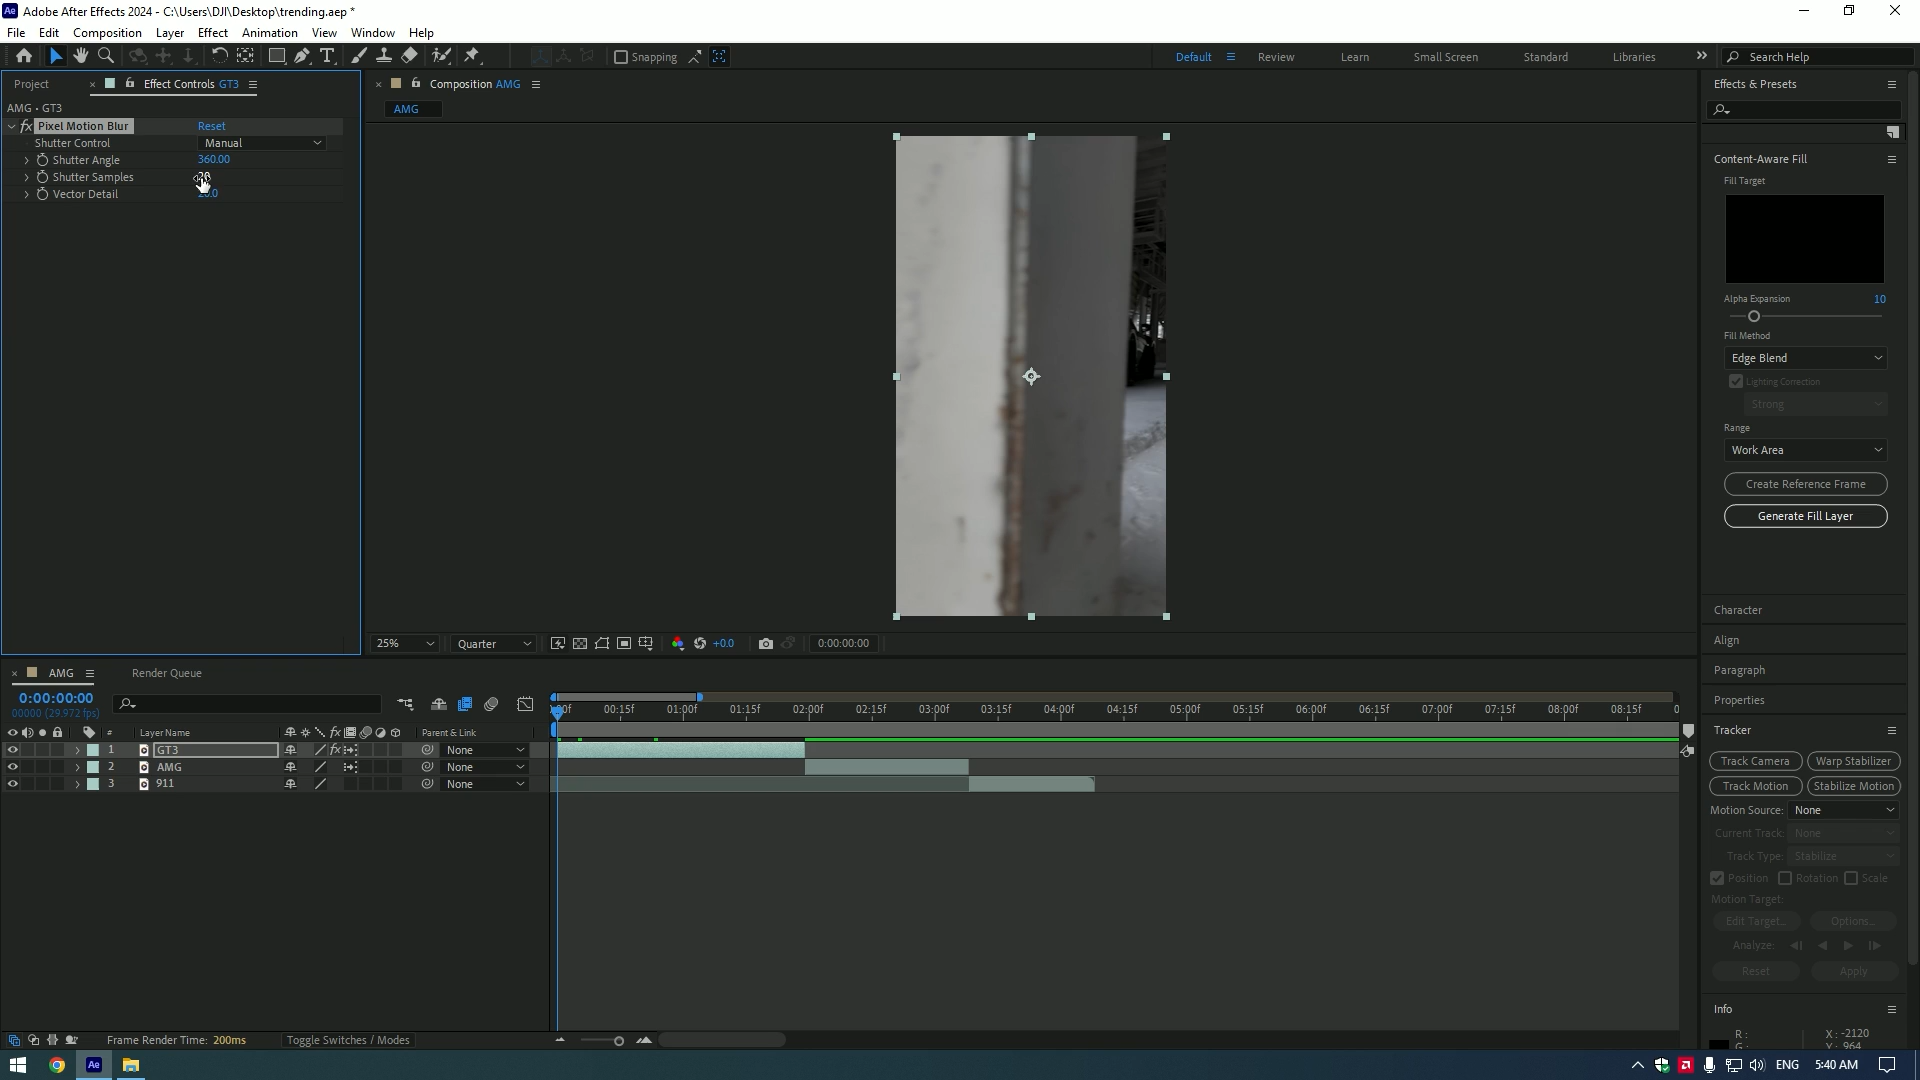 Adobe After Effects 2024 - C:\Users\DJI\Desktop\trending.aep *
File Edit Composition Layer Effect Animation View Window Help
Snapping Default Review Learn Small Screen Standard Libraries Search Help
Project Effect Controls GT3
AMG • GT3
fx Pixel Motion Blur Reset
Shutter Control Manual
Shutter Angle 360.00
Shutter Samples 20
Vector Detail
Composition AMG
AMG
25% Quarter +0.0 0:00:00:00
Effects & Presets
Content-Aware Fill
Fill Target
Alpha Expansion 10
Fill Method
Edge Blend
Lighting Correction
Strong
Range
Work Area
Create Reference Frame
Generate Fill Layer
Character
Align
Paragraph
Properties
Tracker
Track Camera Warp Stabilizer
Track Motion Stabilize Motion
Motion Source: None
Current Track: None
Track Type: Stabilize
Position Rotation Scale
Motion Target:
Edit Target... Options...
Analyze:
Reset Apply
Info
R: X: -2120
G: Y: 964
AMG Render Queue
0:00:00:00
00000 (29.972 fps)
00:15f 01:00f 01:15f 02:00f 02:15f 03:00f 03:15f 04:00f 04:15f 05:00f 05:15f 06:00f 06:15f 07:00f 07:15f 08:00f 08:15f
# Layer Name fx Parent & Link
1 GT3 fx None
2 AMG None
3 911 None
Frame Render Time: 200ms Toggle Switches / Modes
Ae ENG 5:40 AM